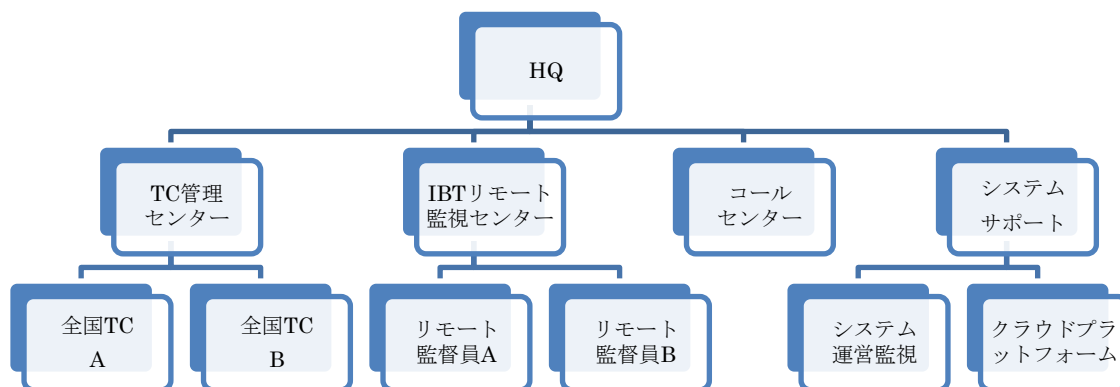 HQ
TC管理
センター
IBTリモート
監視センター
コール
センター
システム
サポート
全国TC
A
全国TC
B
リモート
監督員A
リモート
監督員B
システム
運営監視
クラウドプラ
ットフォーム